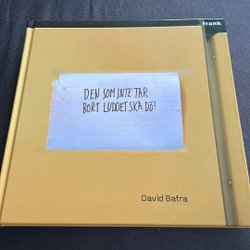 frank
DEN SOM INTE TAR
BORT LUDDET SKA DÖ!
David Batra